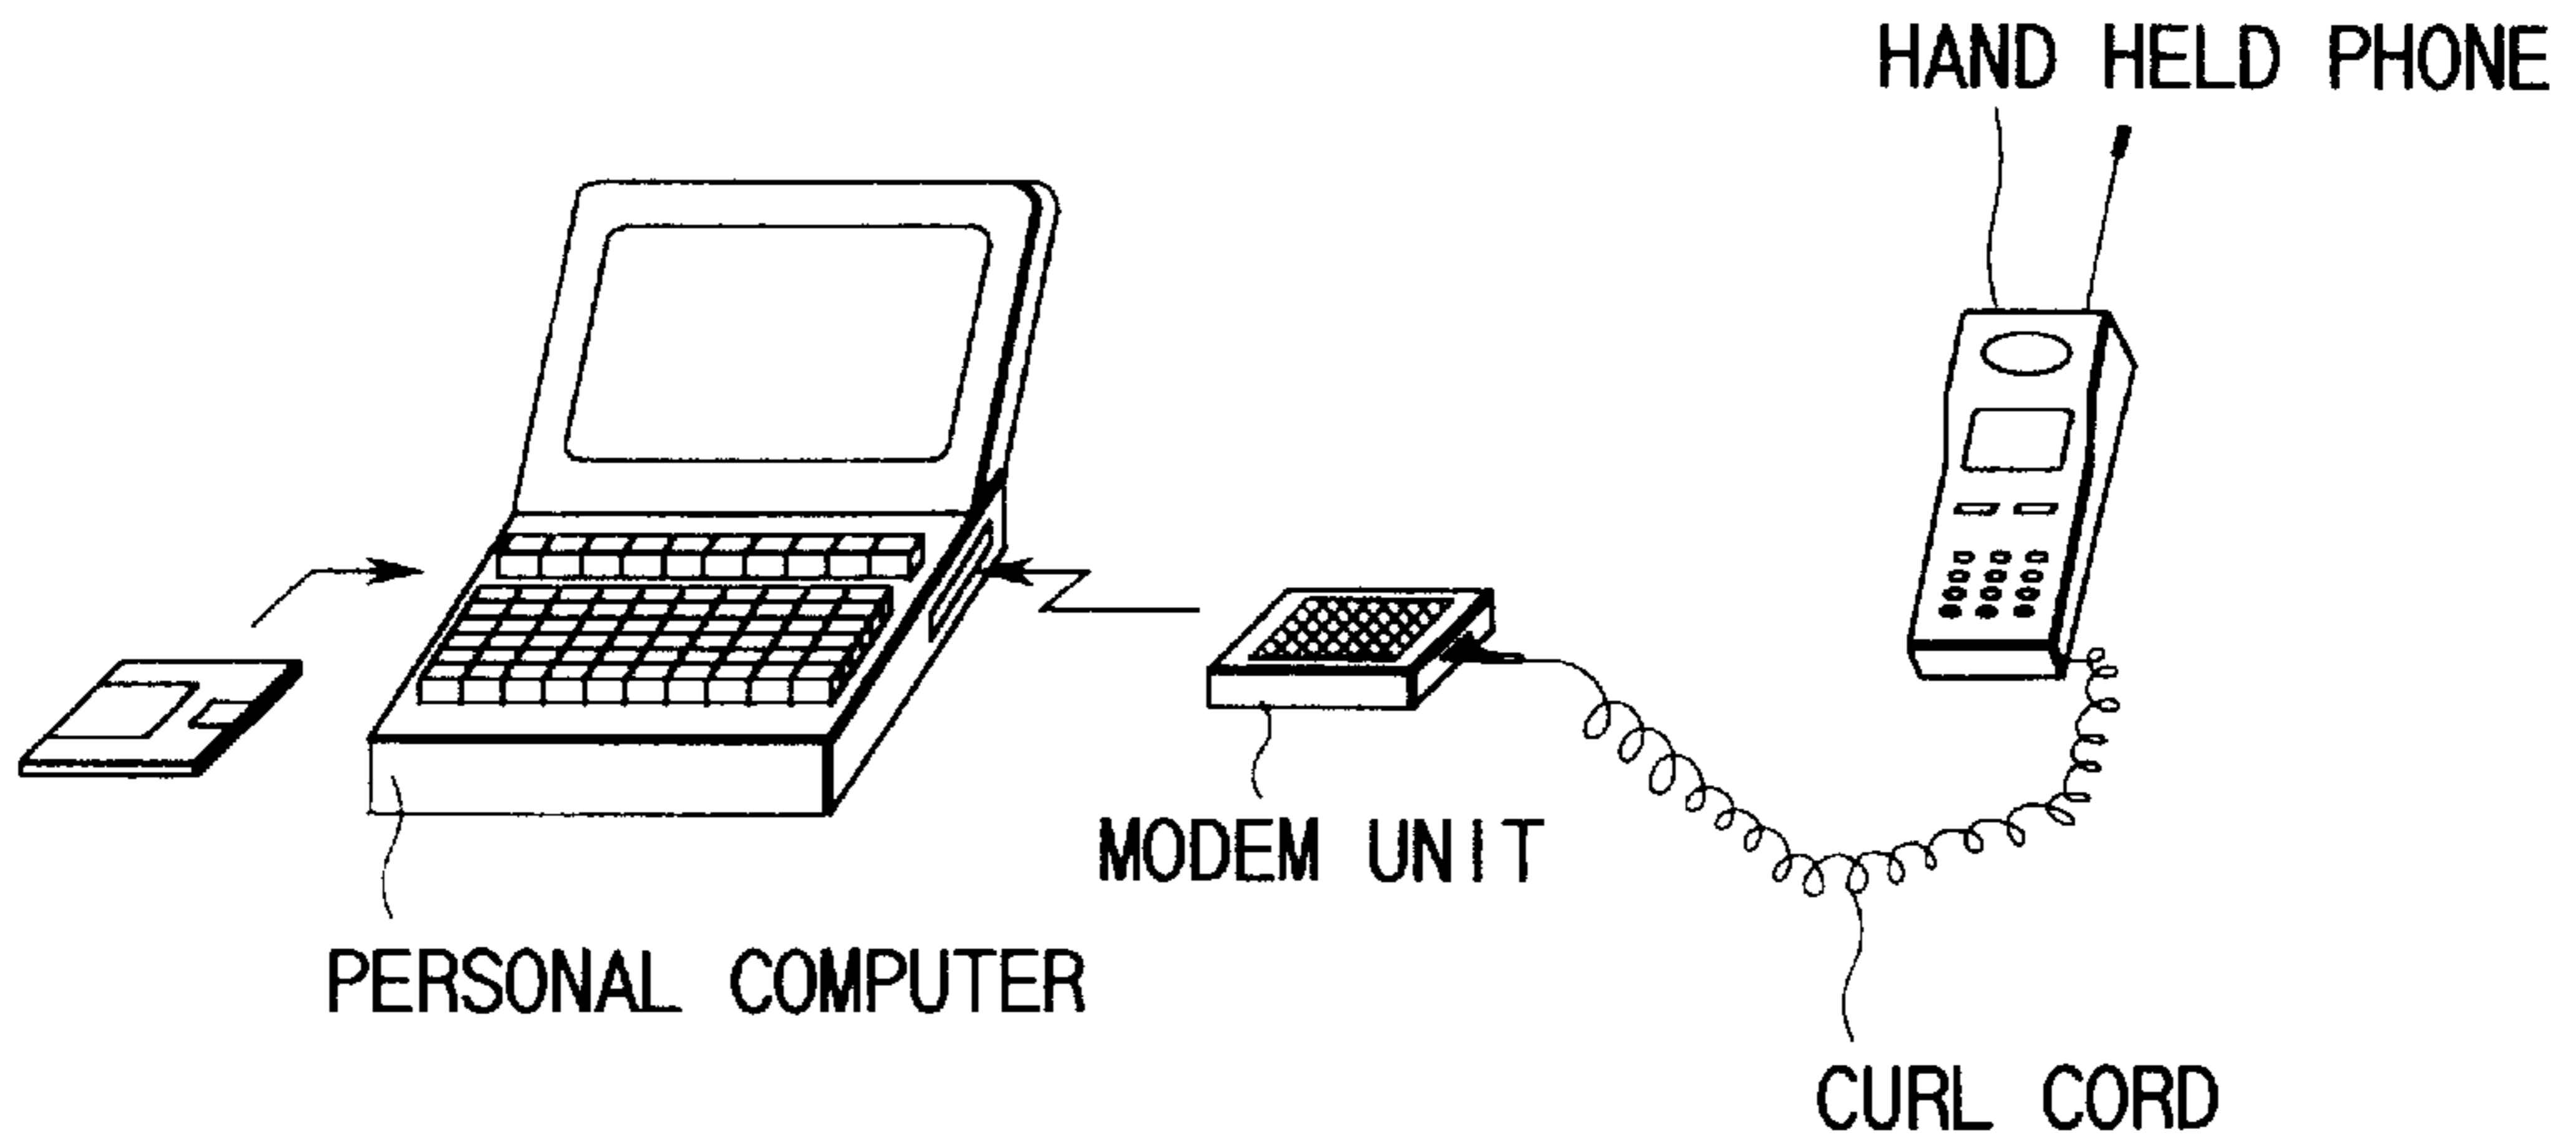 HAND HELD PHONE
MODEM UNIT
PERSONAL COMPUTER
CURL CORD